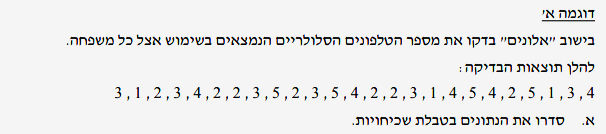 דוגמה א׳
בישוב ״אלונים״ בדקו את מספר הטלפונים הסלולריים הנמצאים בשימוש אצל כל משפחה.
להלן תוצאות הבדיקה:
3 , 1 , 2 , 3 , 4 , 2 , 2 , 3 , 5 , 2 , 3 , 5 , 4 , 2 , 2 , 3 , 1 , 4 , 5 , 4 , 2 , 5 , 1 , 3 , 4
א. סדרו את הנתונים בטבלת שכיחויות.